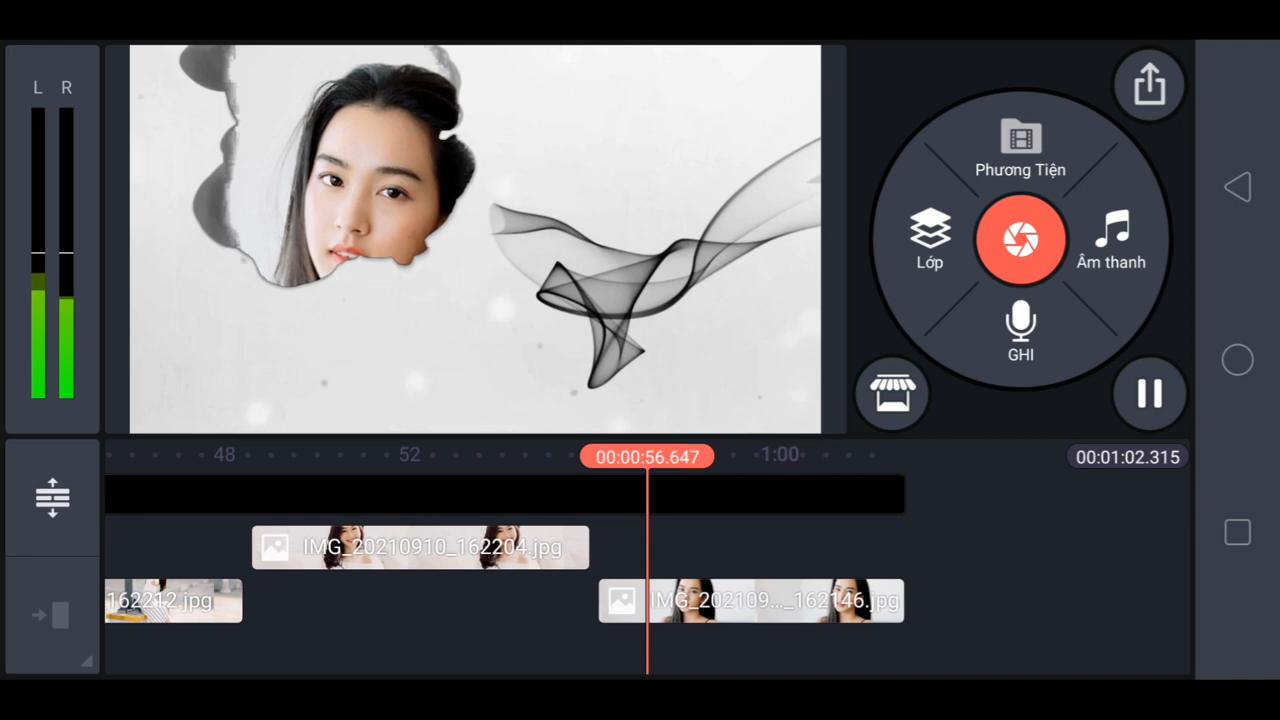 L R
Phương Tiện
Lớp
Âm thanh
GHI
48 52 00:00:56.647 1:00 00:01:02.315
IMG_20210910_162204.jpg
162212.jpg
IMG_202109..._162146.jpg